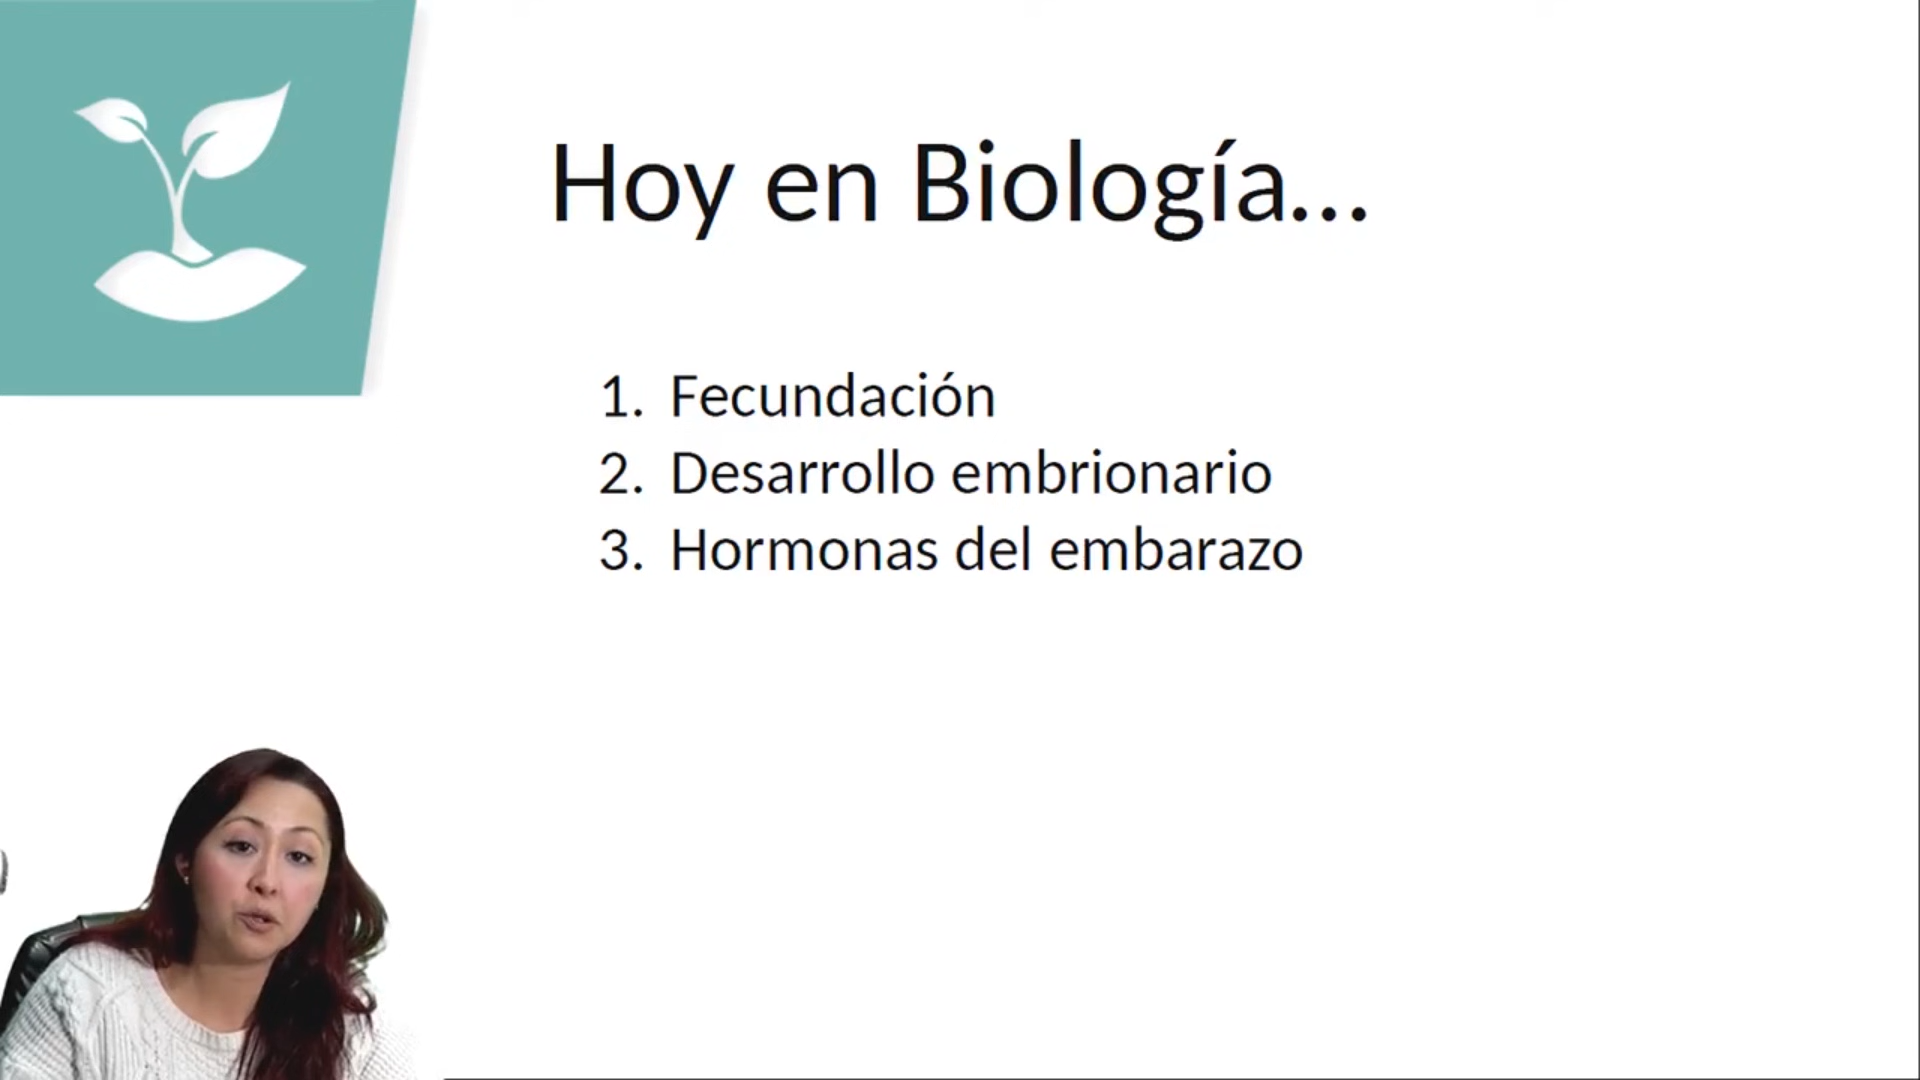 Hoy en Biología...
1. Fecundación
2. Desarrollo embrionario
3. Hormonas del embarazo